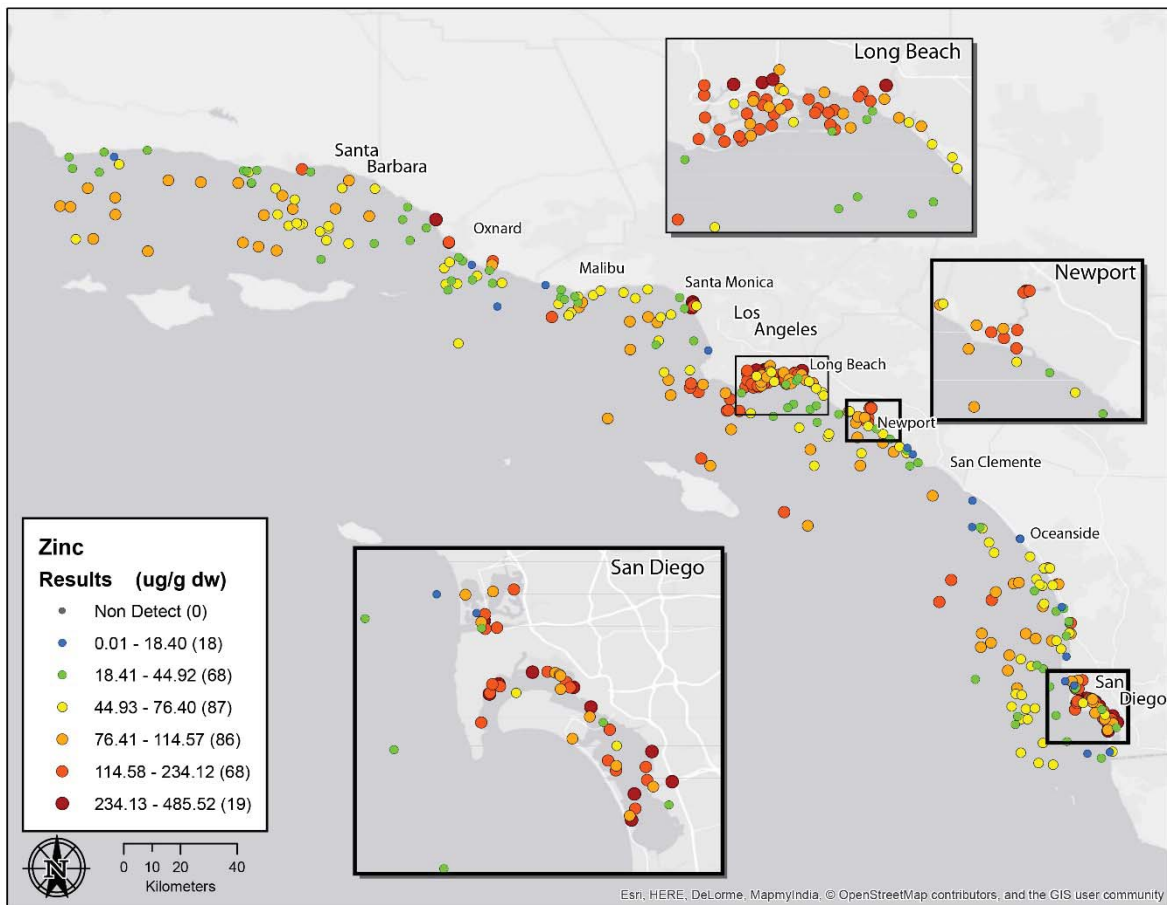 Long Beach
Santa
Barbara
Oxnard
Malibu
Santa Monica
Los
Angeles
Long Beach
Newport
Newport
San Clemente
Oceanside
San
Diego
San Diego
Zinc
Results (ug/g dw)
Non Detect (0)
0.01 - 18.40 (18)
18.41 - 44.92 (68)
44.93 - 76.40 (87)
76.41 - 114.57 (86)
114.58 - 234.12 (68)
234.13 - 485.52 (19)
N
0 10 20 40
Kilometers
Esri, HERE, DeLorme, MapmyIndia, © OpenStreetMap contributors, and the GIS user community